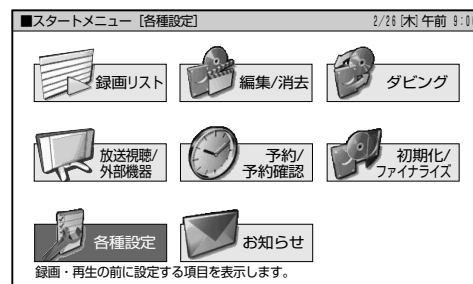 ■スタートメニュー［各種設定］ 2/26[木]午前 9:0
録画リスト 編集/消去 ダビング
放送視聴/ 予約/ 初期化/
外部機器 予約確認 ファイナライズ
各種設定 お知らせ
録画・再生の前に設定する項目を表示します。